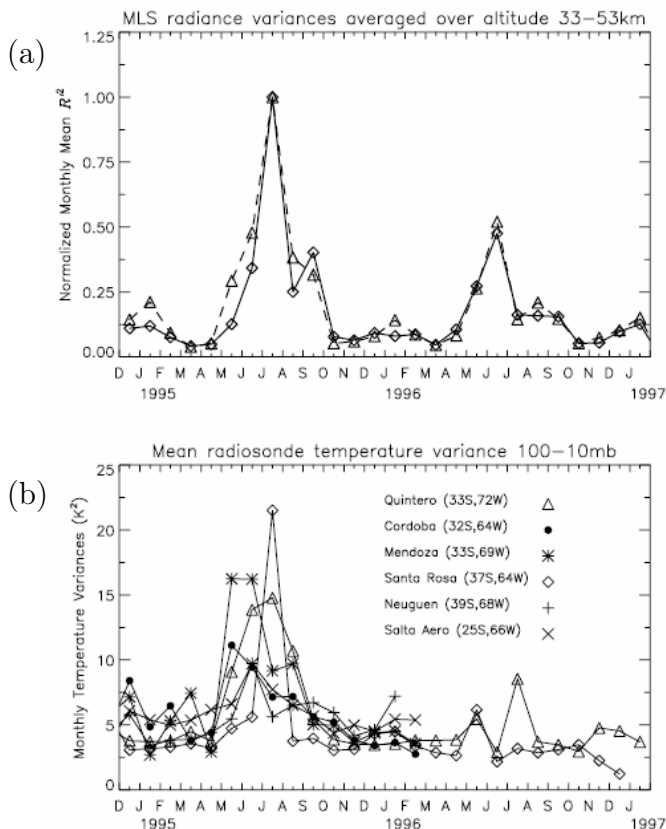 (a)
MLS radiance variances averaged over altitude 33-53km
Normalized Monthly Mean R'²
1.25
1.00
0.75
0.50
0.25
0.00
D J F M A M J J A S O N D J F M A M J J A S O N D J
1995 1996 1997
(b)
Mean radiosonde temperature variance 100-10mb
Monthly Temperature Variances (K²)
25
20
15
10
5
0
Quintero (33S,72W)
Cordoba (32S,64W)
Mendoza (33S,69W)
Santa Rosa (37S,64W)
Neuguen (39S,68W)
Salta Aero (25S,66W)
D J F M A M J J A S O N D J F M A M J J A S O N D J
1995 1996 1997